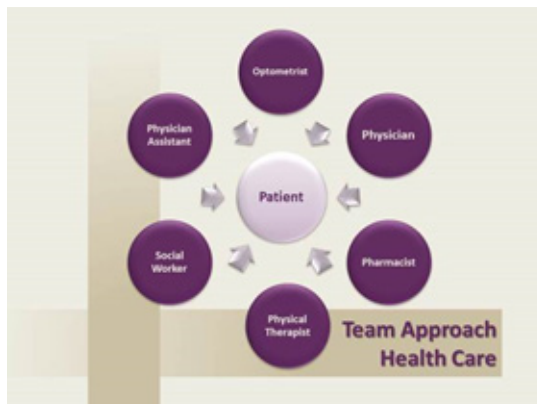 Optometrist
Physician
Assistant
Physician
Patient
Social
Worker
Pharmacist
Physical
Therapist
Team Approach
Health Care